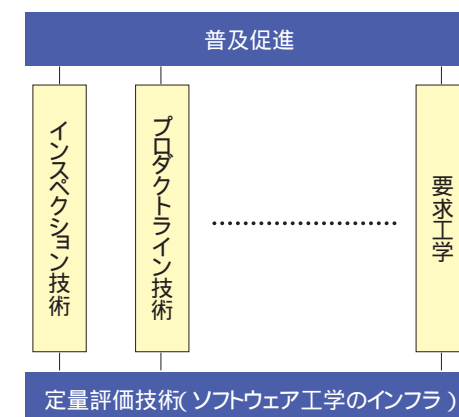 普及促進
インスペクション技術
プロダクトライン技術
........................
要求工学
定量評価技術(ソフトウェア工学のインフラ)